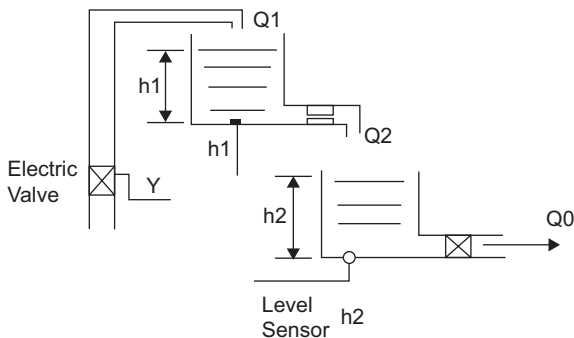 Q1
h1
Q2
h1
Electric
Valve
Y
h2
Q0
Level
Sensor h2